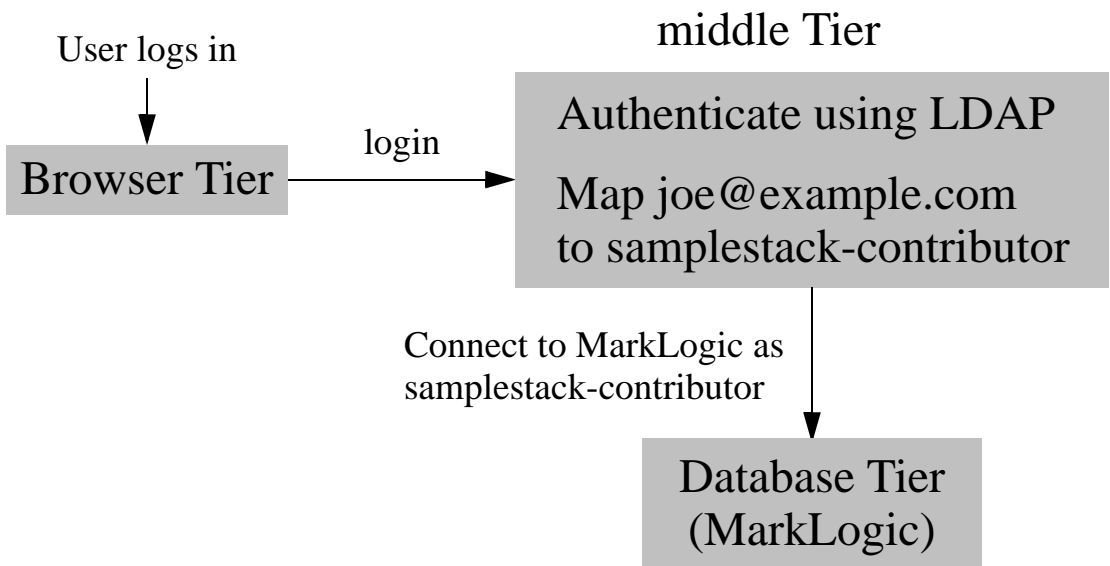 User logs in
Browser Tier
login
middle Tier
Authenticate using LDAP
Map joe@example.com
to samplestack-contributor
Connect to MarkLogic as
samplestack-contributor
Database Tier
(MarkLogic)